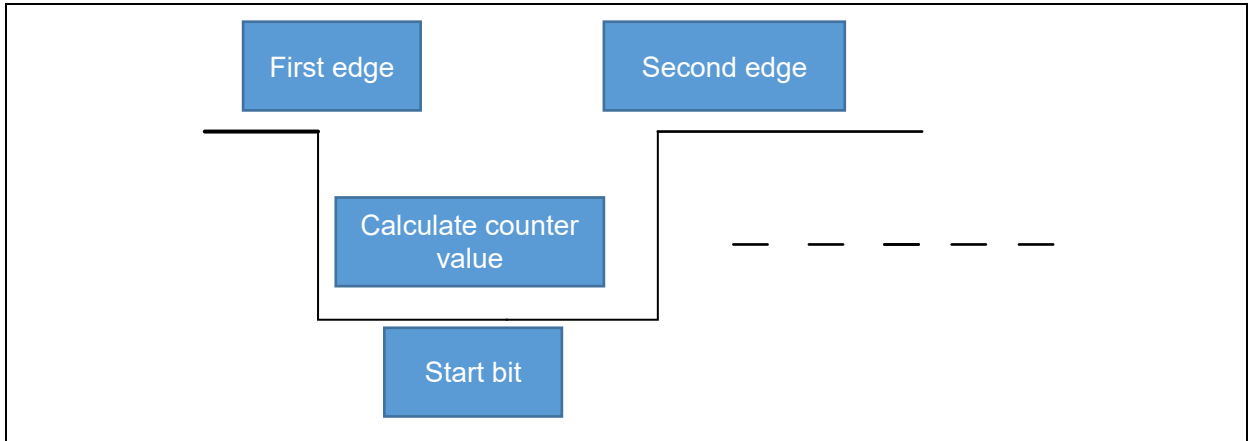 First edge
Second edge
Calculate counter
value
Start bit